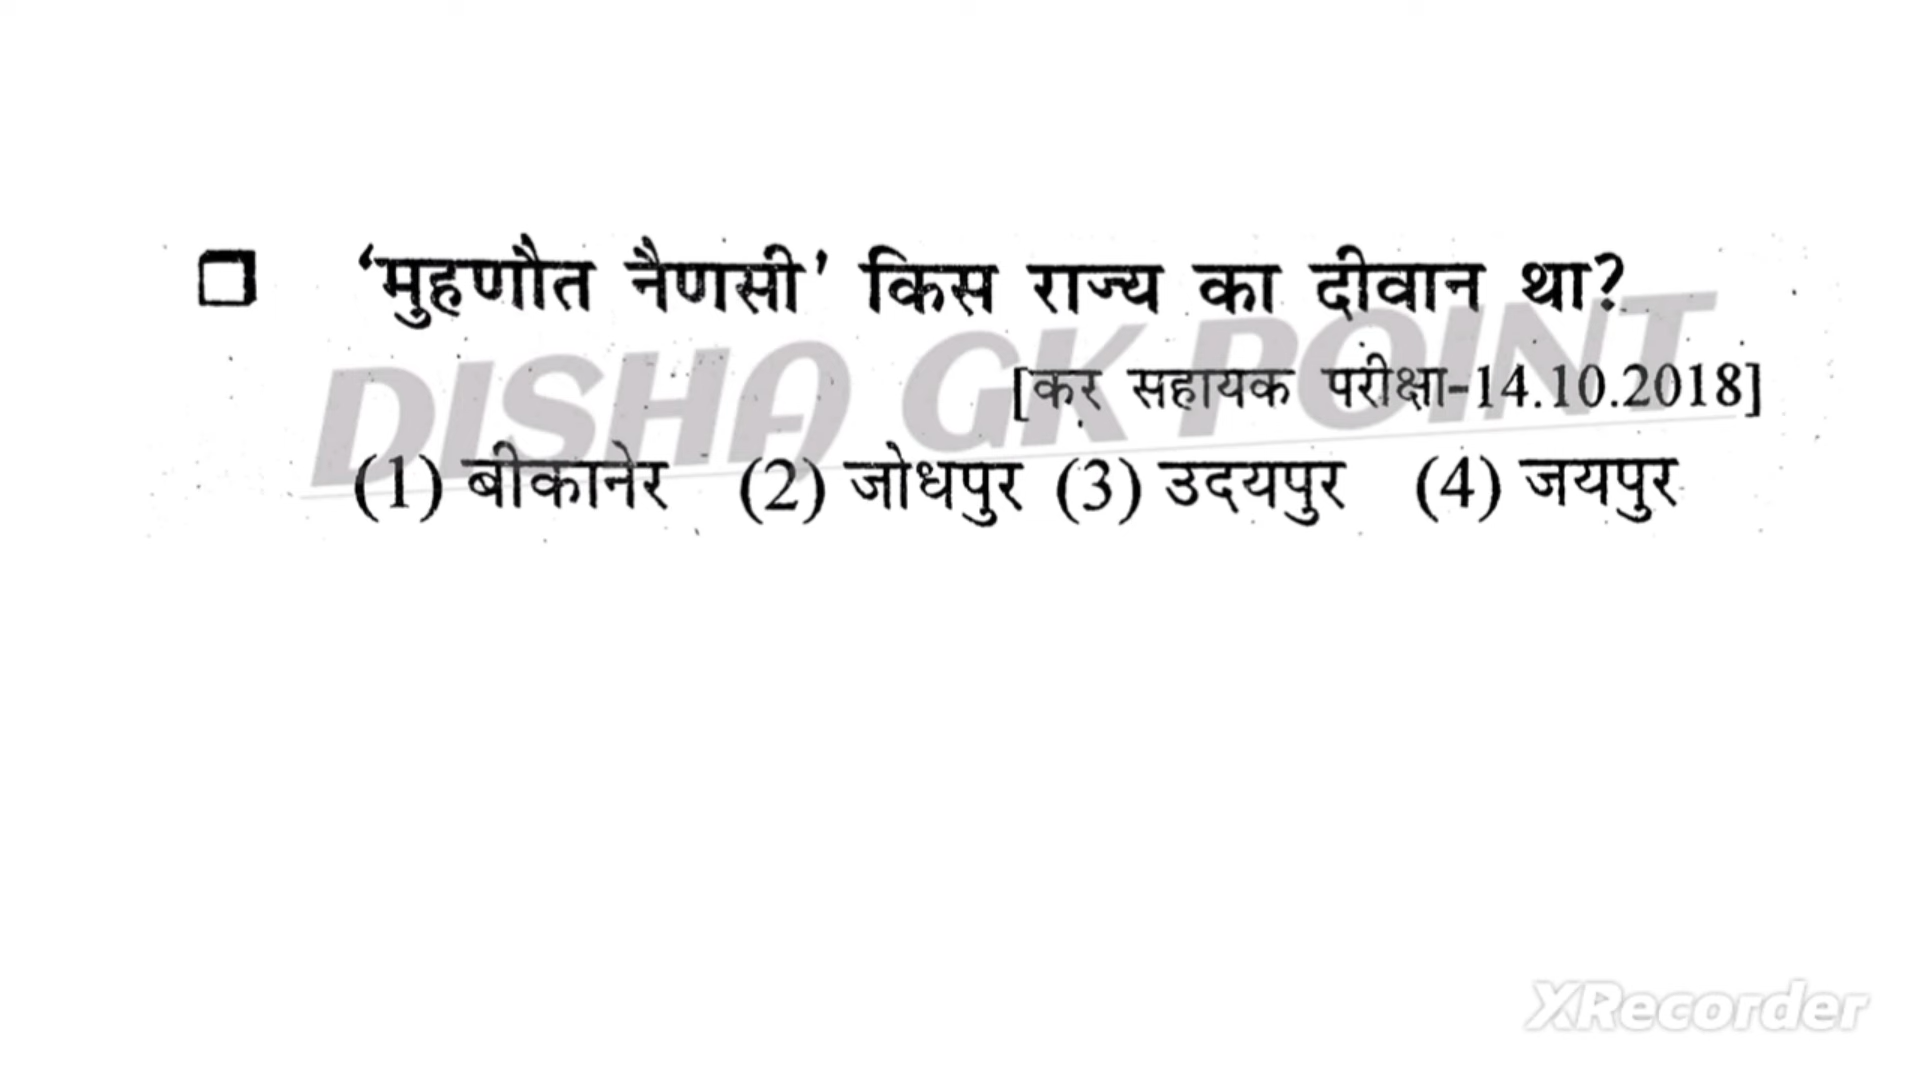 ❑ ‘मुहणौत नैणसी’ किस राज्य का दीवान था?
DISHA GK POINT
[कर सहायक परीक्षा-14.10.2018]
(1) बीकानेर (2) जोधपुर (3) उदयपुर (4) जयपुर
XRecorder